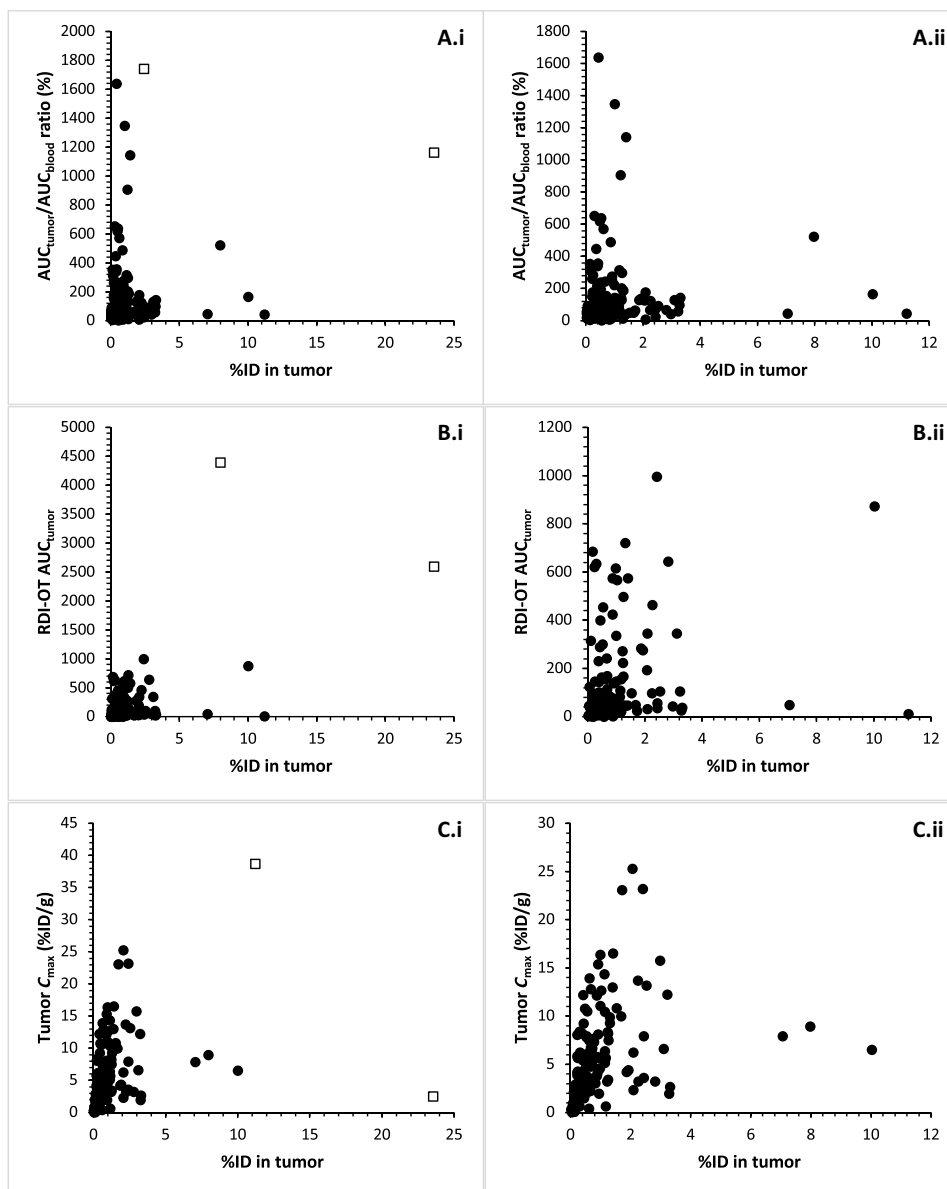 A.i
AUCtumor/AUCblood ratio (%)
2000
1800
1600
1400
1200
1000
800
600
400
200
0
0 5 10 15 20 25
%ID in tumor
A.ii
AUCtumor/AUCblood ratio (%)
1800
1600
1400
1200
1000
800
600
400
200
0
0 2 4 6 8 10 12
%ID in tumor
B.i
RDI-OT AUCtumor
5000
4500
4000
3500
3000
2500
2000
1500
1000
500
0
0 5 10 15 20 25
%ID in tumor
B.ii
RDI-OT AUCtumor
1200
1000
800
600
400
200
0
0 2 4 6 8 10 12
%ID in tumor
C.i
Tumor Cmax (%ID/g)
45
40
35
30
25
20
15
10
5
0
0 5 10 15 20 25
%ID in tumor
C.ii
Tumor Cmax (%ID/g)
30
25
20
15
10
5
0
0 2 4 6 8 10 12
%ID in tumor